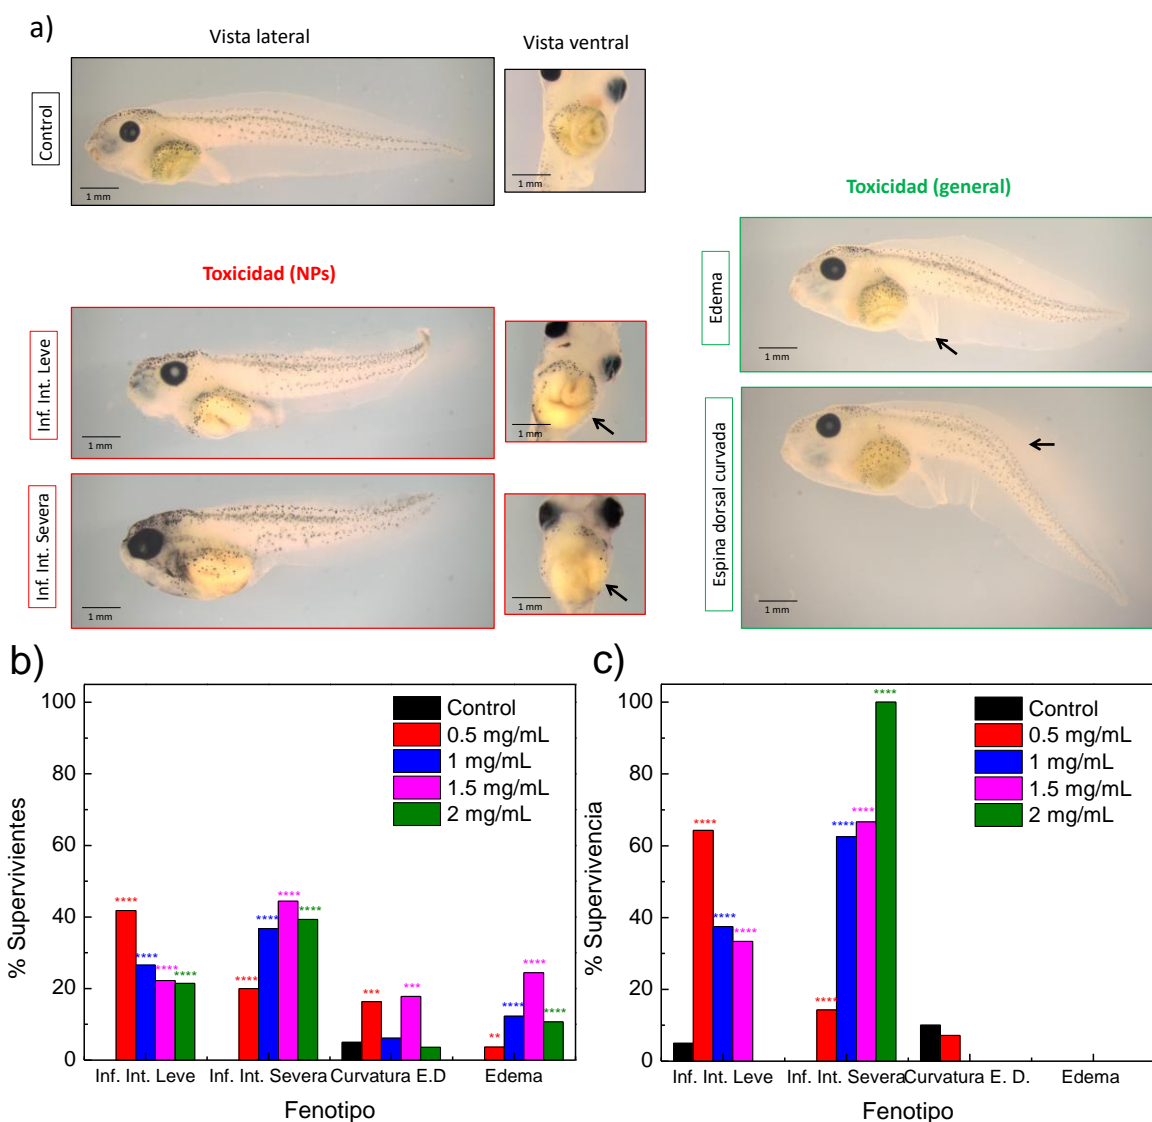 a)
Vista lateral
Vista ventral
Control
1 mm
1 mm
Toxicidad (NPs)
Inf. Int. Leve
1 mm
1 mm
Inf. Int. Severa
1 mm
1 mm
Toxicidad (general)
Edema
1 mm
Espina dorsal curvada
1 mm
b)
% Supervivientes
100
80
60
40
20
0
Control
0.5 mg/mL
1 mg/mL
1.5 mg/mL
2 mg/mL
****
****
****
****
****
****
****
****
***
***
**
****
****
****
Inf. Int. Leve
Inf. Int. Severa
Curvatura E.D
Edema
Fenotipo
c)
% Supervivencia
100
80
60
40
20
0
Control
0.5 mg/mL
1 mg/mL
1.5 mg/mL
2 mg/mL
****
****
****
****
****
****
****
Inf. Int. Leve
Inf. Int. Severa
Curvatura E. D.
Edema
Fenotipo